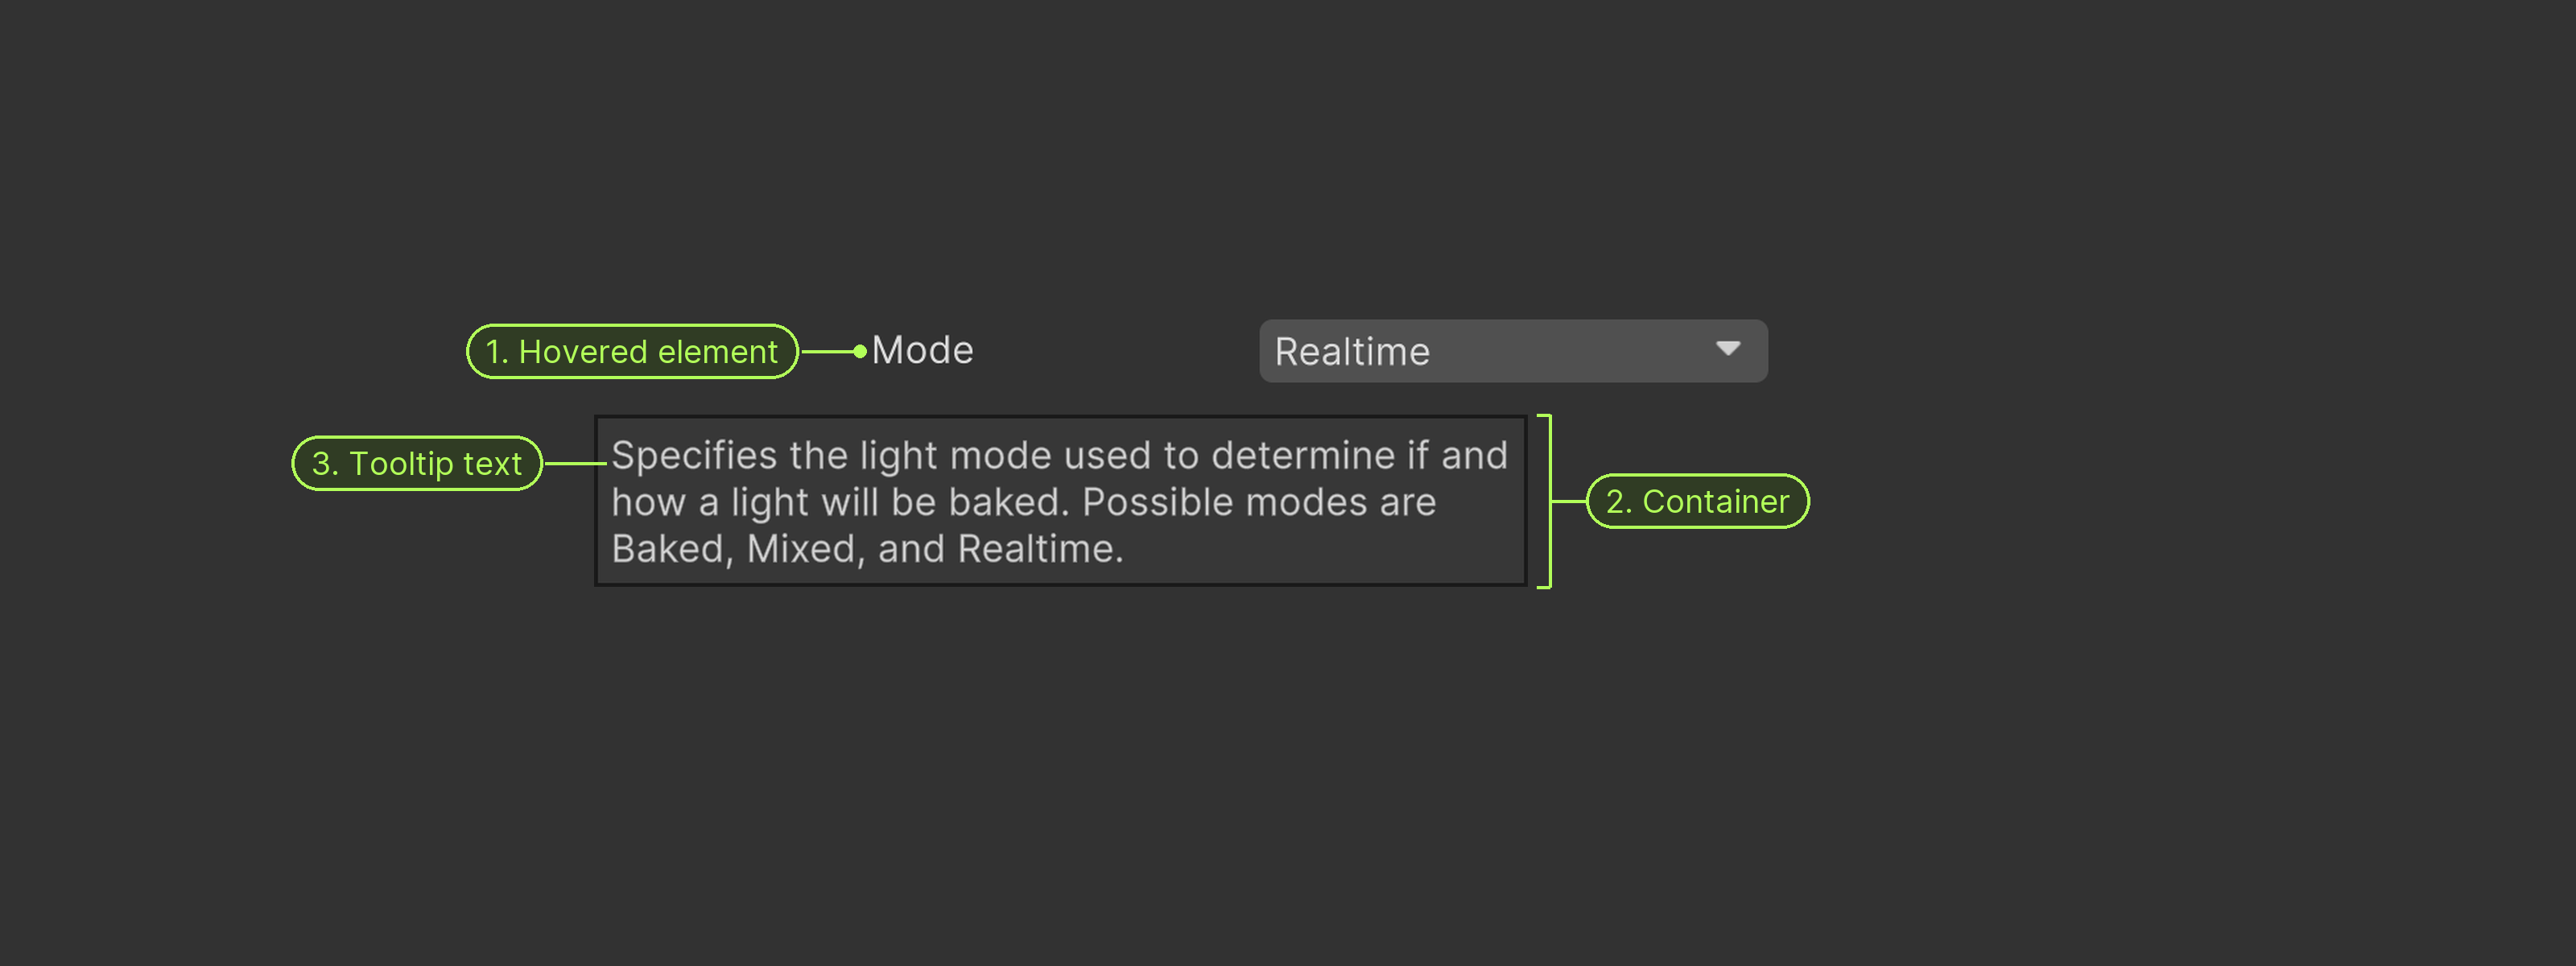 1. Hovered element Mode Realtime
3. Tooltip text
Specifies the light mode used to determine if and
how a light will be baked. Possible modes are
Baked, Mixed, and Realtime.
2. Container